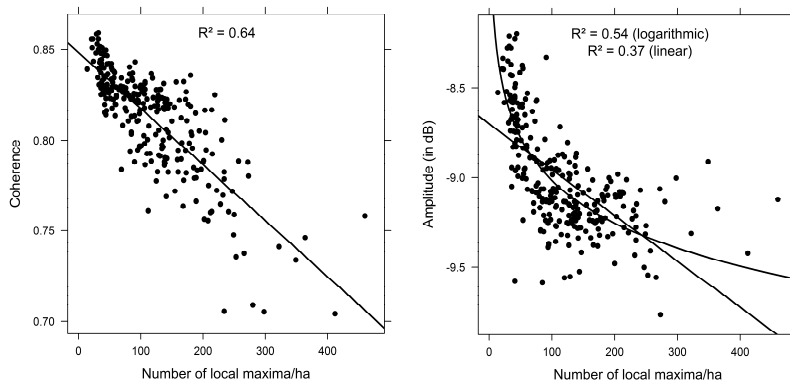 R² = 0.64
0.85
0.80
0.75
0.70
Coherence
0
100
200
300
400
Number of local maxima/ha
R² = 0.54 (logarithmic)
R² = 0.37 (linear)
-8.5
-9.0
-9.5
Amplitude (in dB)
0
100
200
300
400
Number of local maxima/ha